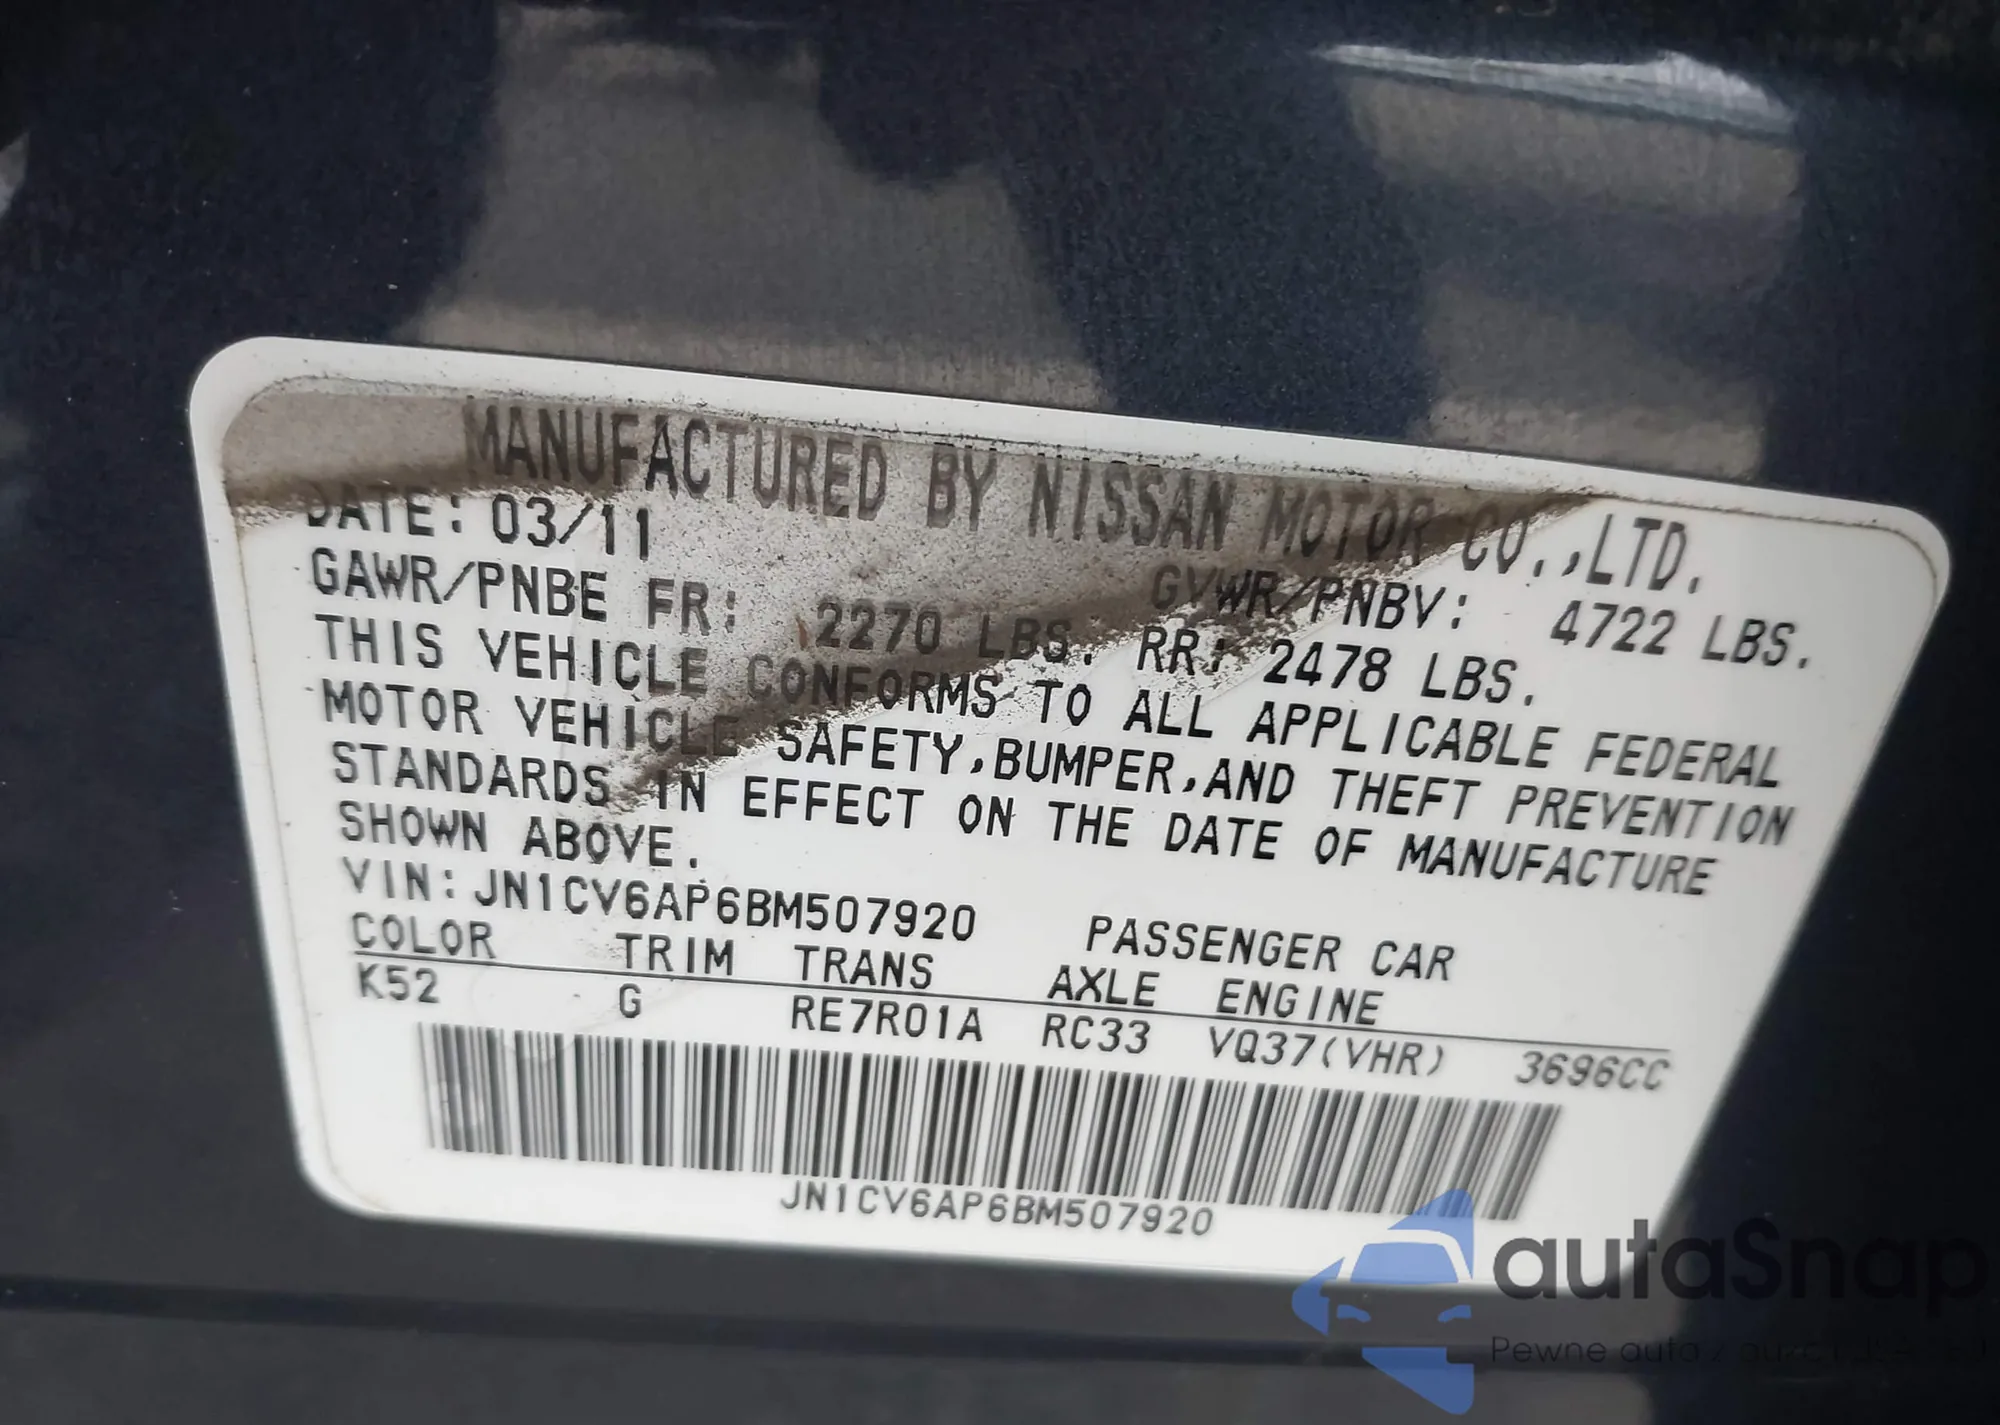 MANUFACTURED BY NISSAN MOTOR CO.,LTD.
DATE: 03/11 GVWR/PNBV: 4722 LBS.
GAWR/PNBE FR: 2270 LBS. RR: 2478 LBS.
THIS VEHICLE CONFORMS TO ALL APPLICABLE FEDERAL
MOTOR VEHICLE SAFETY,BUMPER,AND THEFT PREVENTION
STANDARDS IN EFFECT ON THE DATE OF MANUFACTURE
SHOWN ABOVE.
VIN:JN1CV6AP6BM507920 PASSENGER CAR
COLOR TRIM TRANS AXLE ENGINE
K52 G RE7R01A RC33 VQ37(VHR) 3696CC
JN1CV6AP6BM507920
autaSnap
Pewne auto z